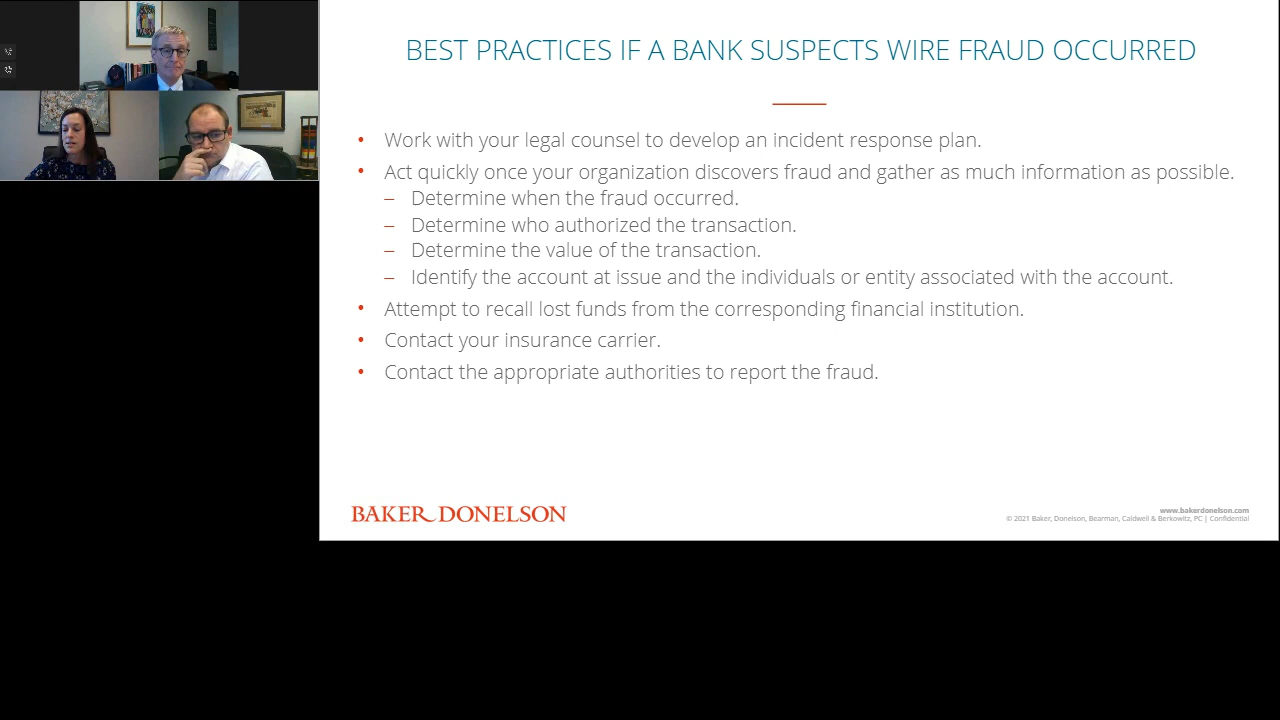 BEST PRACTICES IF A BANK SUSPECTS WIRE FRAUD OCCURRED
• Work with your legal counsel to develop an incident response plan.
• Act quickly once your organization discovers fraud and gather as much information as possible.
– Determine when the fraud occurred.
– Determine who authorized the transaction.
– Determine the value of the transaction.
– Identify the account at issue and the individuals or entity associated with the account.
• Attempt to recall lost funds from the corresponding financial institution.
• Contact your insurance carrier.
• Contact the appropriate authorities to report the fraud.
BAKER DONELSON
www.bakerdonelson.com
© 2021 Baker, Donelson, Bearman, Caldwell & Berkowitz, PC | Confidential